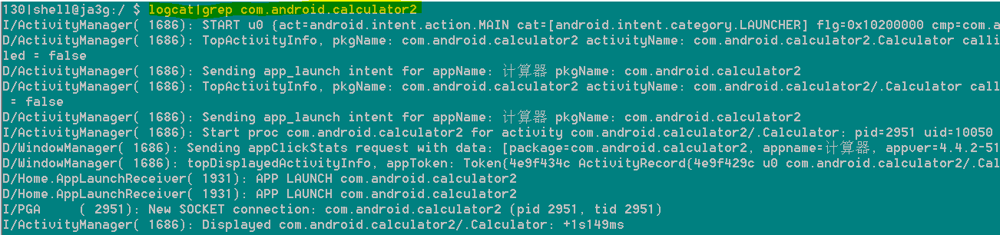 130|shell@ja3g:/ $ logcat|grep com.android.calculator2
I/ActivityManager( 1686): START u0 {act=android.intent.action.MAIN cat=[android.intent.category.LAUNCHER] flg=0x10200000 cmp=com.a
D/ActivityManager( 1686): TopActivityInfo, pkgName: com.android.calculator2 activityName: com.android.calculator2.Calculator calli
led = false
D/ActivityManager( 1686): Sending app_launch intent for appName: 计算器 pkgName: com.android.calculator2
D/ActivityManager( 1686): TopActivityInfo, pkgName: com.android.calculator2 activityName: com.android.calculator2/.Calculator call
 = false
D/ActivityManager( 1686): Sending app_launch intent for appName: 计算器 pkgName: com.android.calculator2
I/ActivityManager( 1686): Start proc com.android.calculator2 for activity com.android.calculator2/.Calculator: pid=2951 uid=10050
D/WindowManager( 1686): Sending appClickStats request with data: [package=com.android.calculator2, appname=计算器, appver=4.4.2-51
D/WindowManager( 1686): topDisplayedActivityInfo, appToken: Token{4e9f434c ActivityRecord{4e9f429c u0 com.android.calculator2/.Cal
D/Home.AppLaunchReceiver( 1931): APP LAUNCH com.android.calculator2
D/Home.AppLaunchReceiver( 1931): APP LAUNCH com.android.calculator2
I/PGA     ( 2951): New SOCKET connection: com.android.calculator2 (pid 2951, tid 2951)
I/ActivityManager( 1686): Displayed com.android.calculator2/.Calculator: +1s149ms